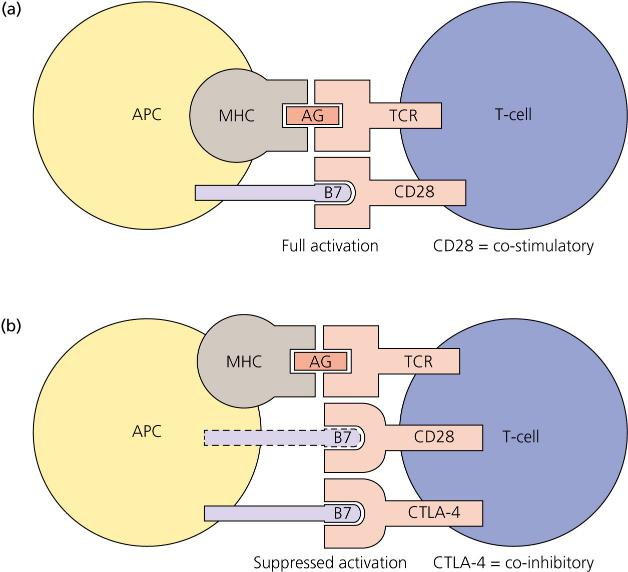 (a)
APC
MHC
AG
TCR
T-cell
B7
CD28
Full activation
CD28 = co-stimulatory
(b)
MHC
AG
TCR
APC
B7
CD28
T-cell
B7
CTLA-4
Suppressed activation
CTLA-4 = co-inhibitory